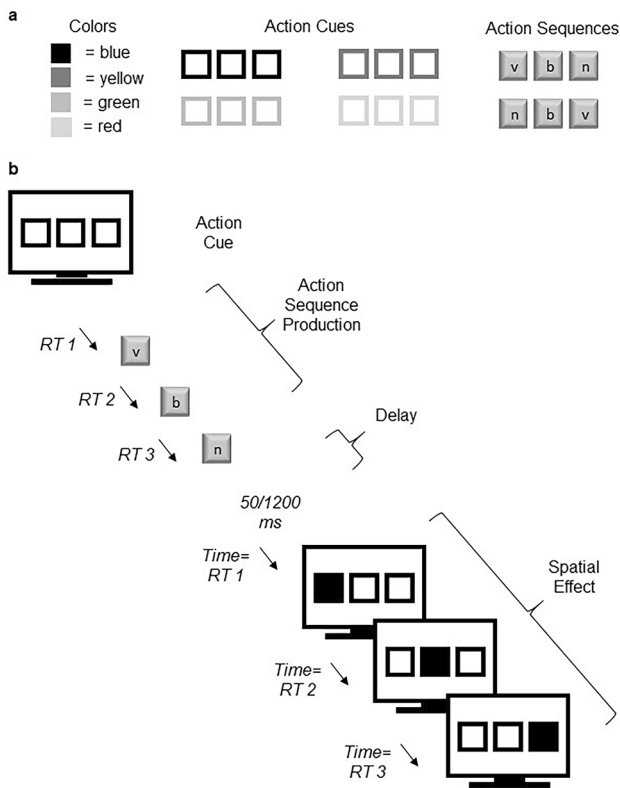 a
Colors
Action Cues
Action Sequences
= blue
= yellow
= green
= red
v b n
n b v
b
Action
Cue
Action
Sequence
Production
RT 1
v
RT 2
b
Delay
RT 3
n
50/1200
ms
Time=
RT 1
Spatial
Effect
Time=
RT 2
Time=
RT 3